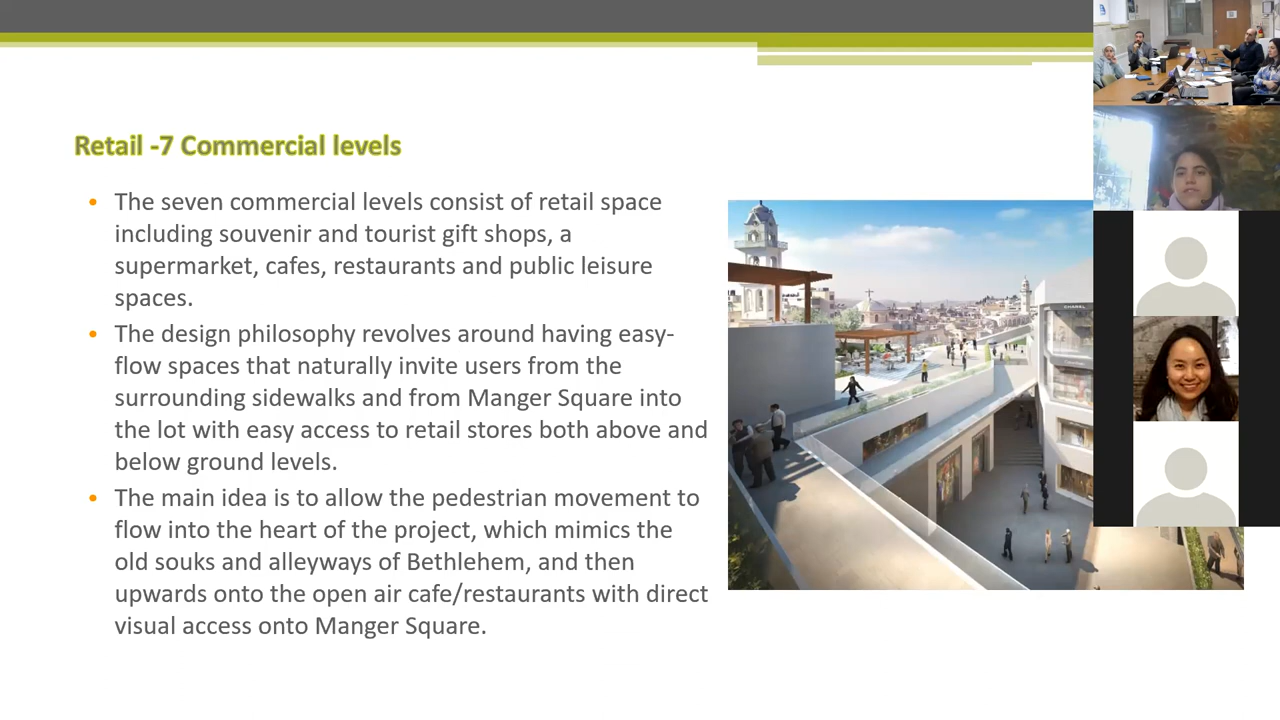 Retail -7 Commercial levels
• The seven commercial levels consist of retail space
including souvenir and tourist gift shops, a
supermarket, cafes, restaurants and public leisure
spaces.
• The design philosophy revolves around having easy-
flow spaces that naturally invite users from the
surrounding sidewalks and from Manger Square into
the lot with easy access to retail stores both above and
below ground levels.
• The main idea is to allow the pedestrian movement to
flow into the heart of the project, which mimics the
old souks and alleyways of Bethlehem, and then
upwards onto the open air cafe/restaurants with direct
visual access onto Manger Square.
CHANEL